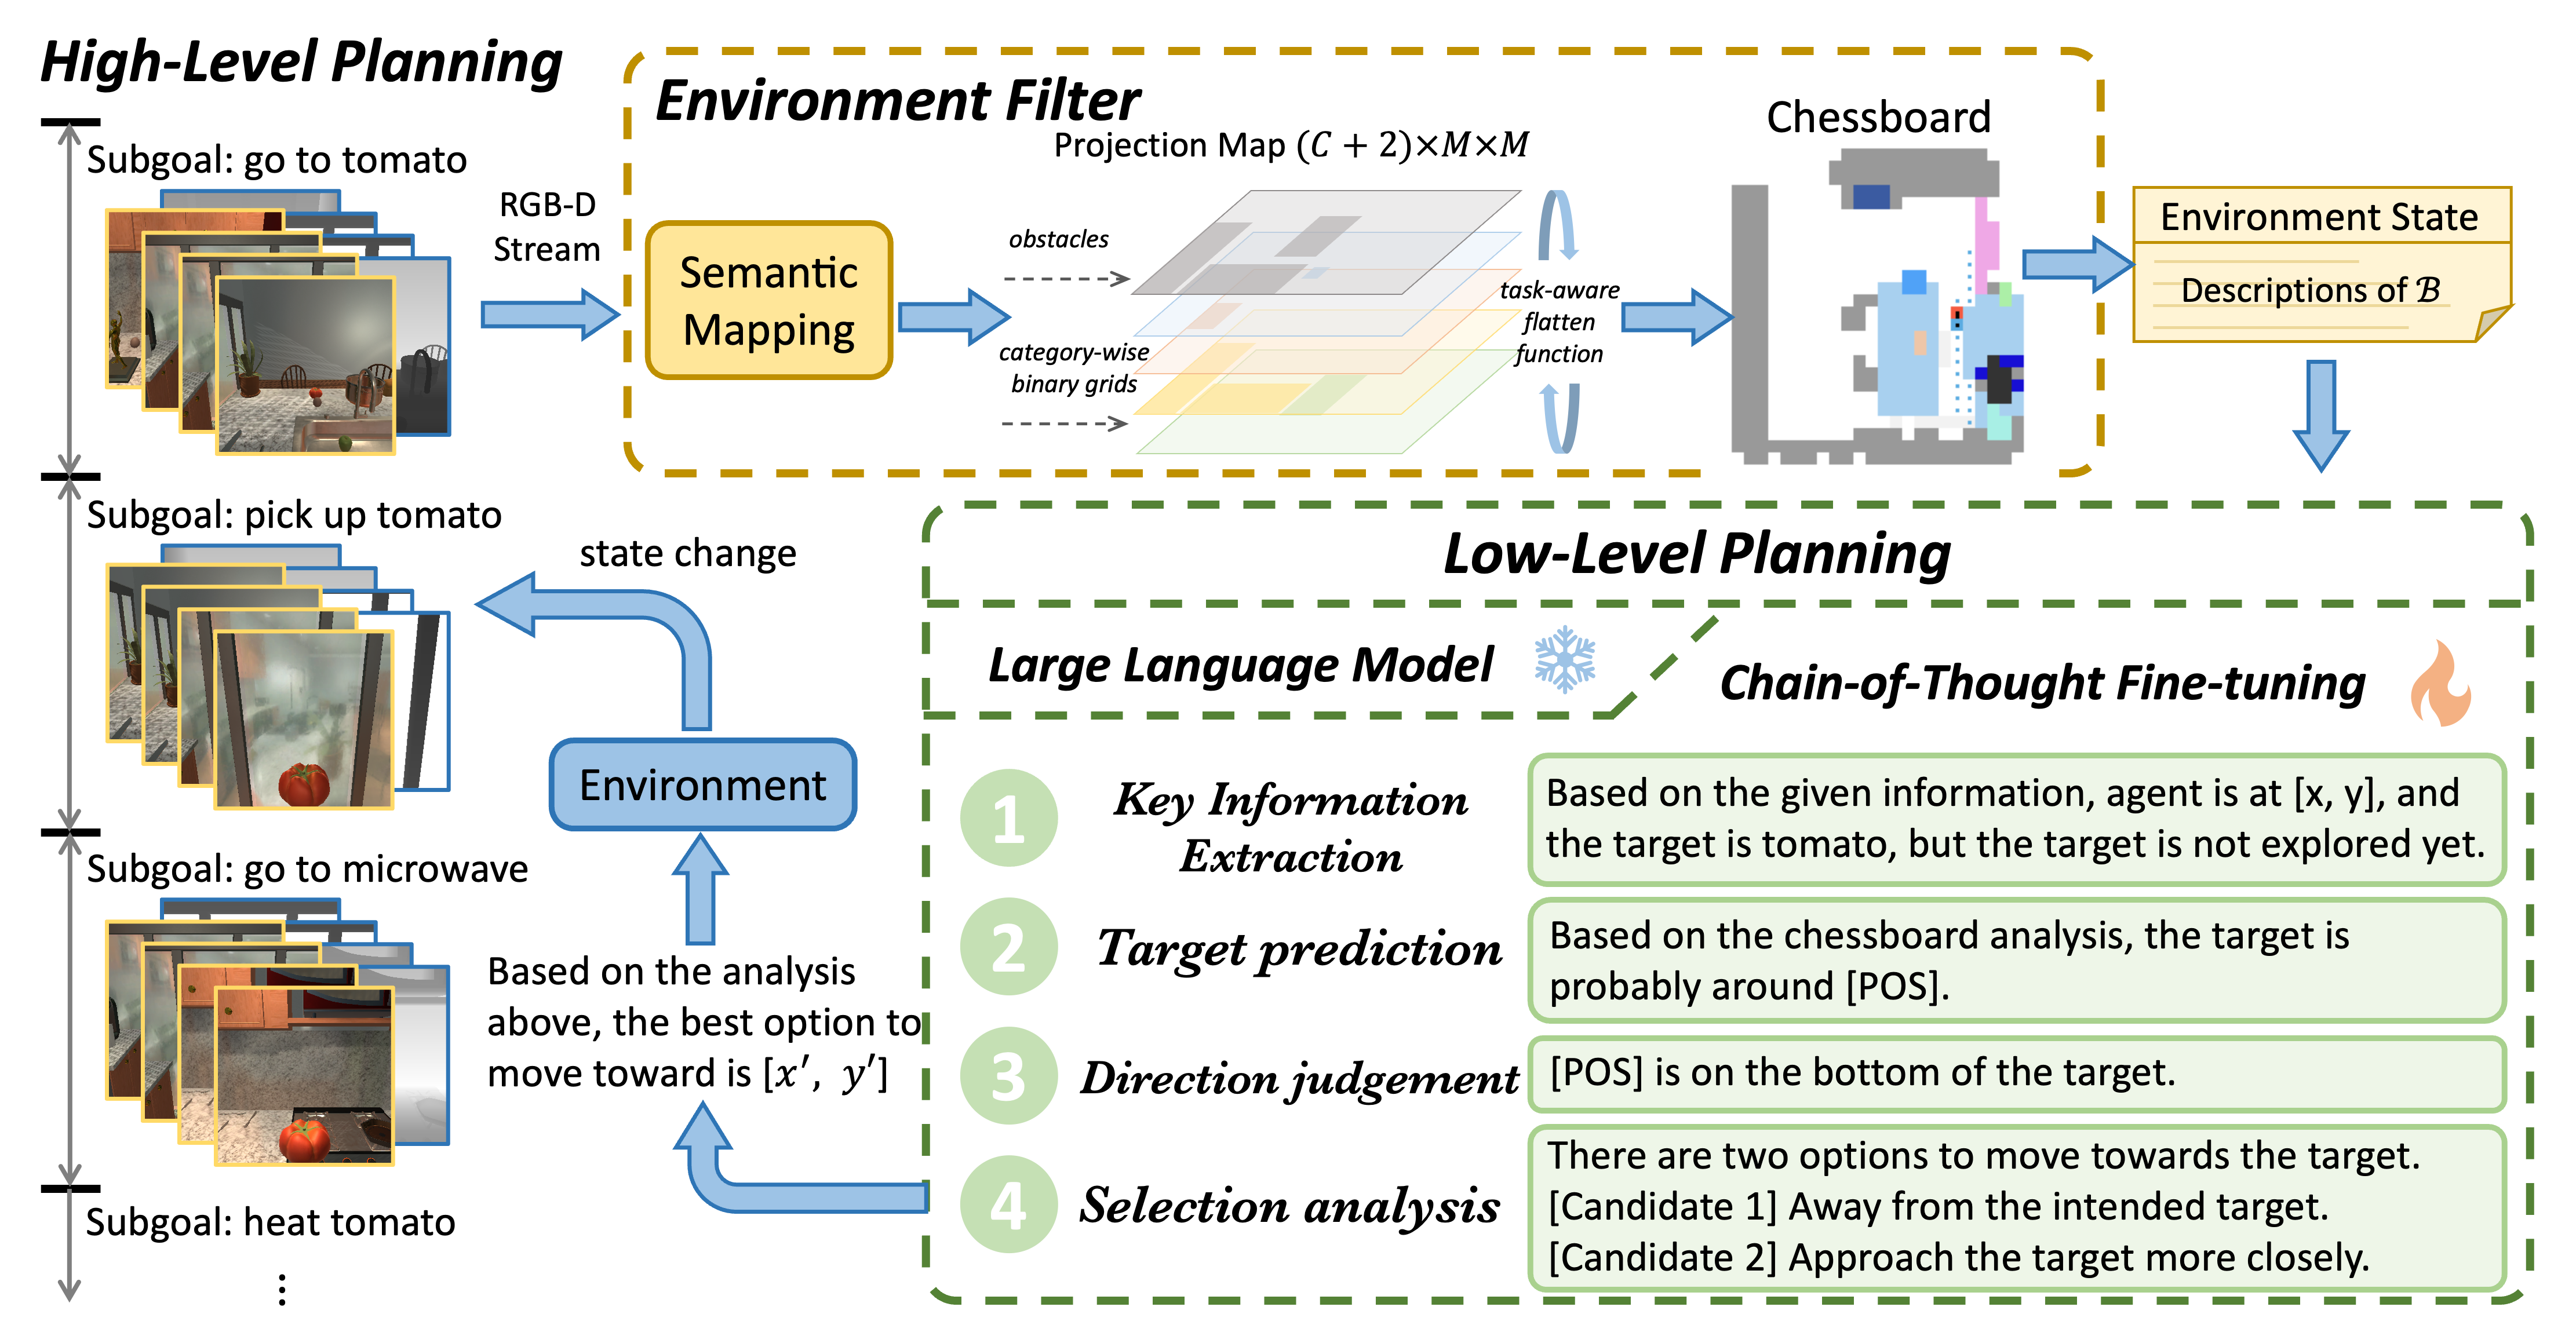 High-Level Planning
Subgoal: go to tomato
RGB-D
Stream
Environment Filter
Semantic
Mapping
Projection Map (C + 2)×M×M
obstacles
category-wise
binary grids
task-aware
flatten
function
Chessboard
Environment State
Descriptions of ℬ
Subgoal: pick up tomato
state change
Environment
Subgoal: go to microwave
Based on the analysis
above, the best option to
move toward is [x′, y′]
Subgoal: heat tomato
⋮
Low-Level Planning
Large Language Model
Chain-of-Thought Fine-tuning
1
Key Information
Extraction
Based on the given information, agent is at [x, y], and
the target is tomato, but the target is not explored yet.
2
Target prediction
Based on the chessboard analysis, the target is
probably around [POS].
3
Direction judgement
[POS] is on the bottom of the target.
4
Selection analysis
There are two options to move towards the target.
[Candidate 1] Away from the intended target.
[Candidate 2] Approach the target more closely.